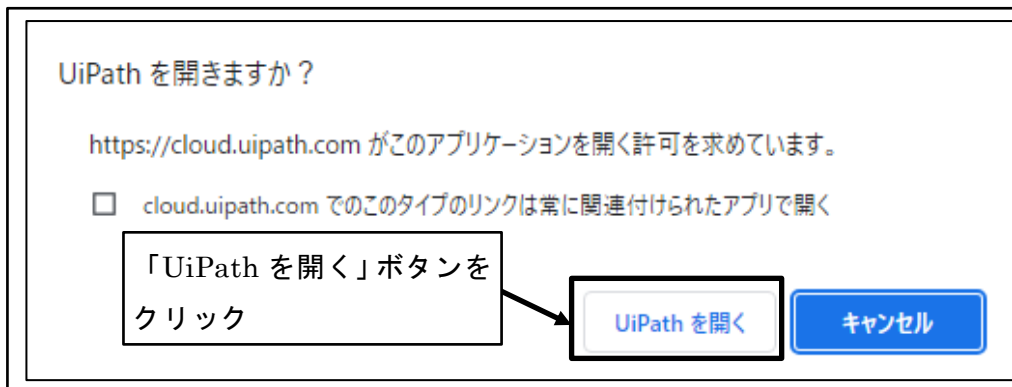 UiPath を開きますか？
https://cloud.uipath.com がこのアプリケーションを開く許可を求めています。
cloud.uipath.com でのこのタイプのリンクは常に関連付けられたアプリで開く
「UiPath を開く」ボタンを
クリック
UiPath を開く
キャンセル